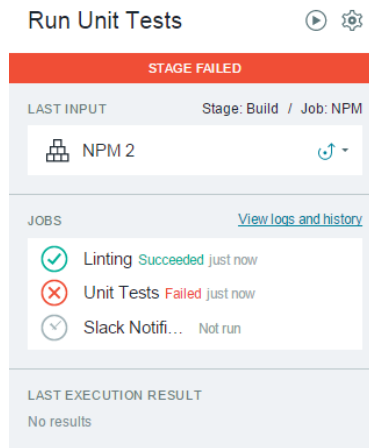 Run Unit Tests
STAGE FAILED
LAST INPUT Stage: Build / Job: NPM
NPM 2
JOBS View logs and history
Linting Succeeded just now
Unit Tests Failed just now
Slack Notifi... Not run
LAST EXECUTION RESULT
No results